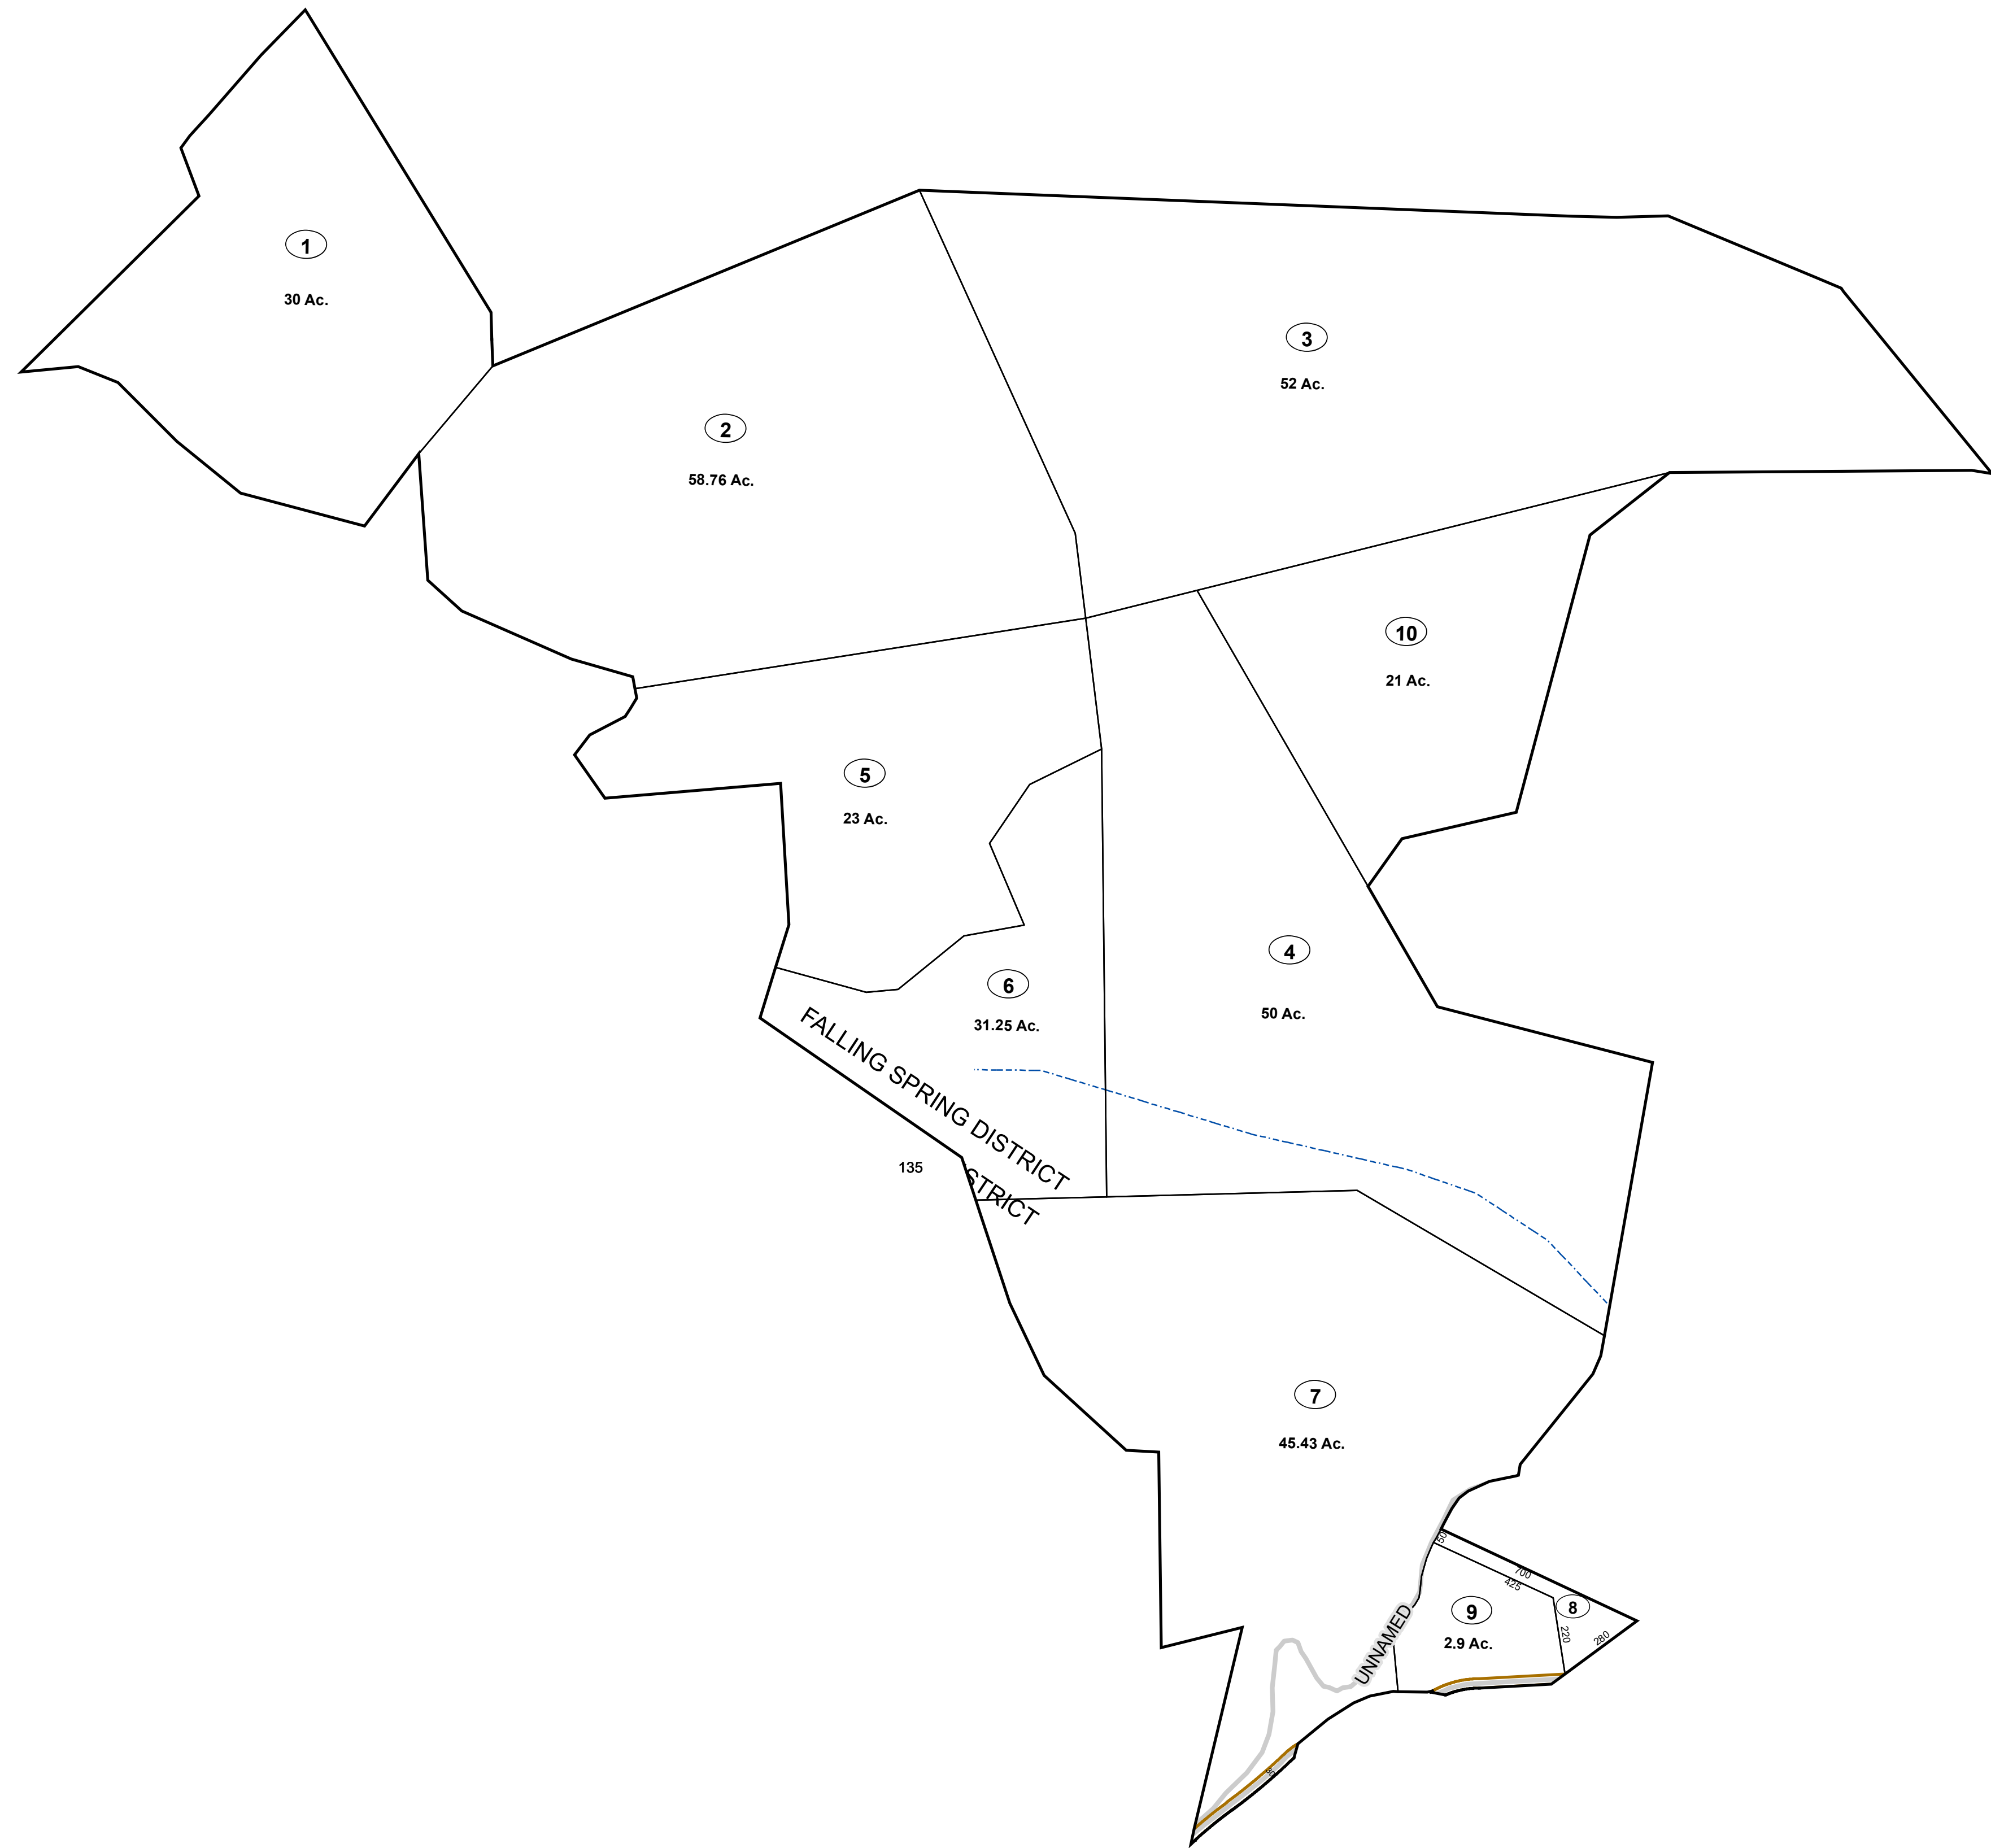 1
30 Ac.
3
52 Ac.
2
58.76 Ac.
10
21 Ac.
5
23 Ac.
4
50 Ac.
6
31.25 Ac.
FALLING SPRING DISTRICT
STRICT
135
7
45.43 Ac.
50
700
425
8
9
2.9 Ac.
220
280
UNNAMED